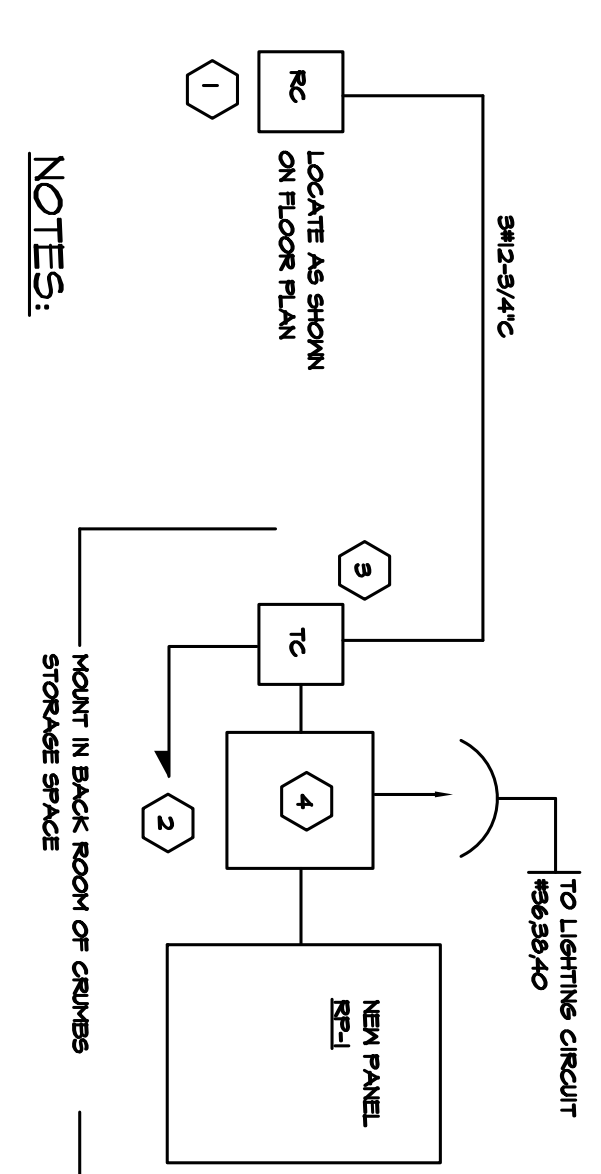 3#12-3/4"C
TO LIGHTING CIRCUIT
#36,38,40
RC
1
LOCATE AS SHOWN
ON FLOOR PLAN
3
TC
4
2
NEW PANEL
RP-1
MOUNT IN BACK ROOM OF CRUMBS
STORAGE SPACE
NOTES: